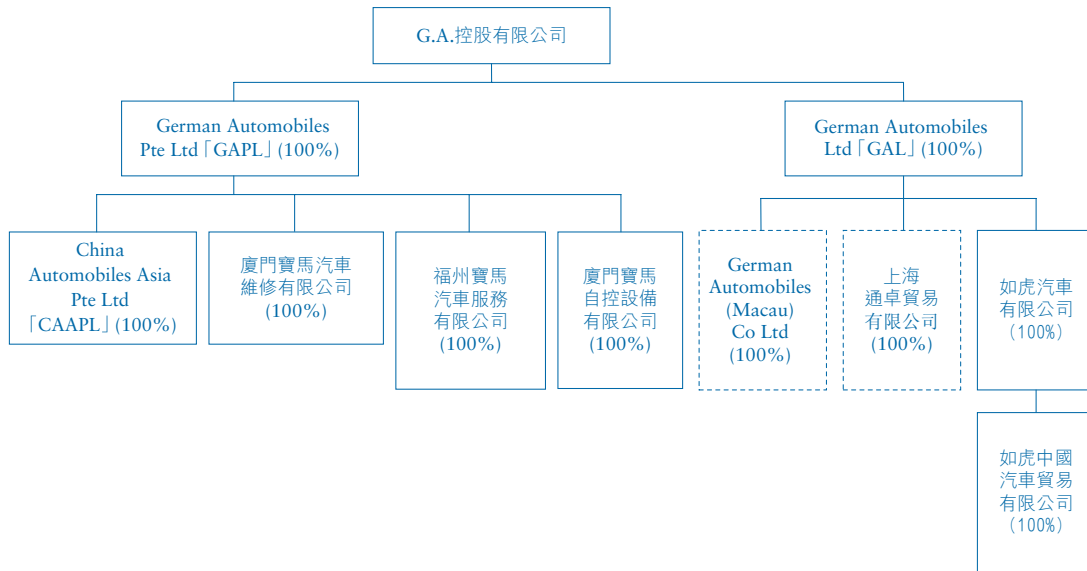 G.A.控股有限公司
German Automobiles
Pte Ltd「GAPL」(100%)
German Automobiles
Ltd「GAL」(100%)
China
Automobiles Asia
Pte Ltd
「CAAPL」(100%)
廈門寶馬汽車
維修有限公司
(100%)
福州寶馬
汽車服務
有限公司
(100%)
廈門寶馬
自控設備
有限公司
(100%)
German
Automobiles
(Macau)
Co Ltd
(100%)
上海
通卓貿易
有限公司
(100%)
如虎汽車
有限公司
(100%)
如虎中國
汽車貿易
有限公司
(100%)